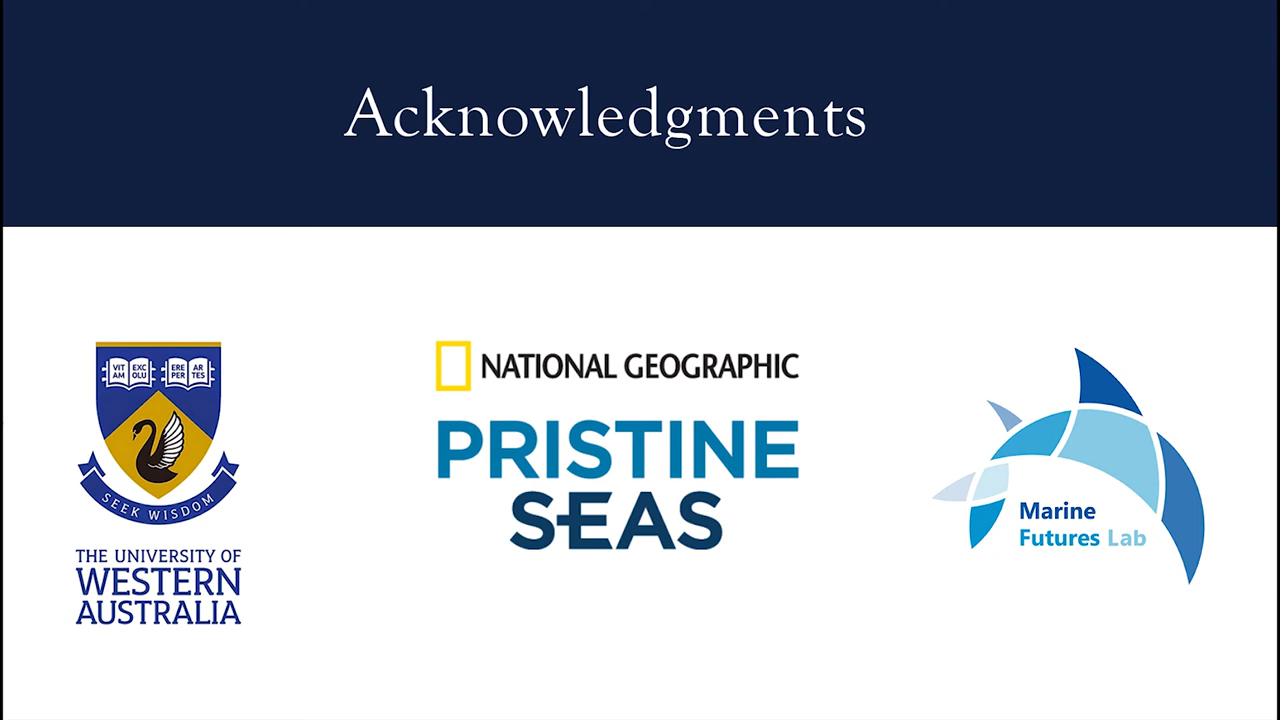 Acknowledgments
VIT AM EXC OLU ERE PER AR TES
SEEK WISDOM
THE UNIVERSITY OF
WESTERN
AUSTRALIA
NATIONAL GEOGRAPHIC
PRISTINE
SEAS
Marine
Futures Lab